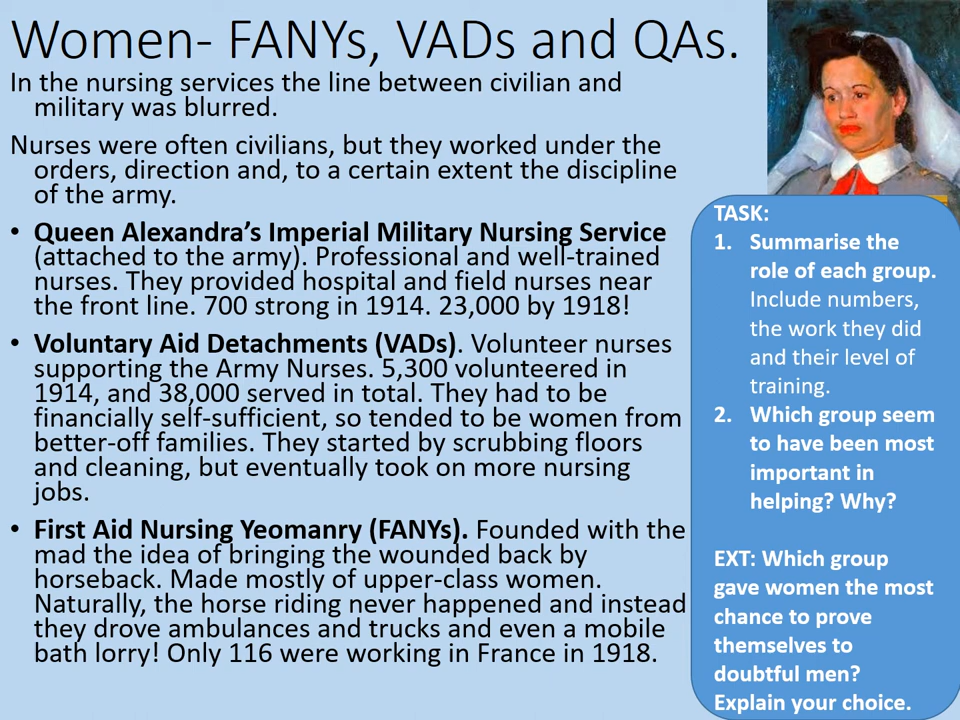 Women- FANYs, VADs and QAs.
In the nursing services the line between civilian and
military was blurred.
Nurses were often civilians, but they worked under the
orders, direction and, to a certain extent the discipline
of the army.
• Queen Alexandra’s Imperial Military Nursing Service
(attached to the army). Professional and well-trained
nurses. They provided hospital and field nurses near
the front line. 700 strong in 1914. 23,000 by 1918!
• Voluntary Aid Detachments (VADs). Volunteer nurses
supporting the Army Nurses. 5,300 volunteered in
1914, and 38,000 served in total. They had to be
financially self-sufficient, so tended to be women from
better-off families. They started by scrubbing floors
and cleaning, but eventually took on more nursing
jobs.
• First Aid Nursing Yeomanry (FANYs). Founded with the
mad the idea of bringing the wounded back by
horseback. Made mostly of upper-class women.
Naturally, the horse riding never happened and instead
they drove ambulances and trucks and even a mobile
bath lorry! Only 116 were working in France in 1918.
TASK:
1. Summarise the
role of each group.
Include numbers,
the work they did
and their level of
training.
2. Which group seem
to have been most
important in
helping? Why?
EXT: Which group
gave women the most
chance to prove
themselves to
doubtful men?
Explain your choice.